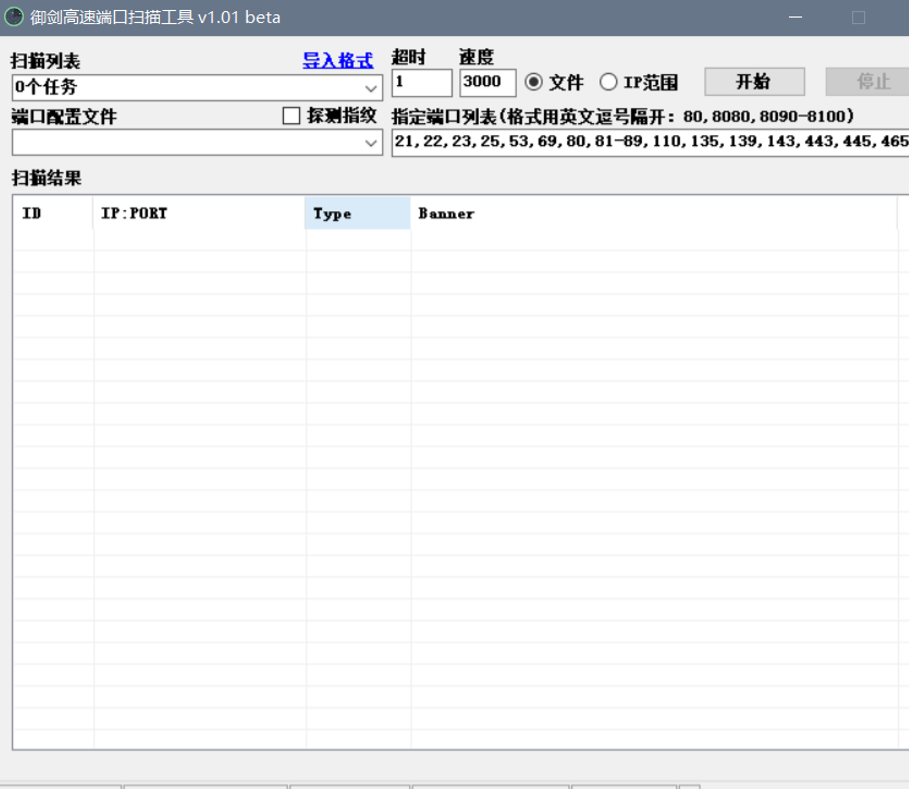 御剑高速端口扫描工具 v1.01 beta
扫描列表 导入格式 超时 速度
0个任务 1 3000 文件 IP范围 开始 停止
端口配置文件 探测指纹 指定端口列表(格式用英文逗号隔开: 80,8080,8090-8100)
21,22,23,25,53,69,80,81-89,110,135,139,143,443,445,465
扫描结果
ID IP:PORT Type Banner